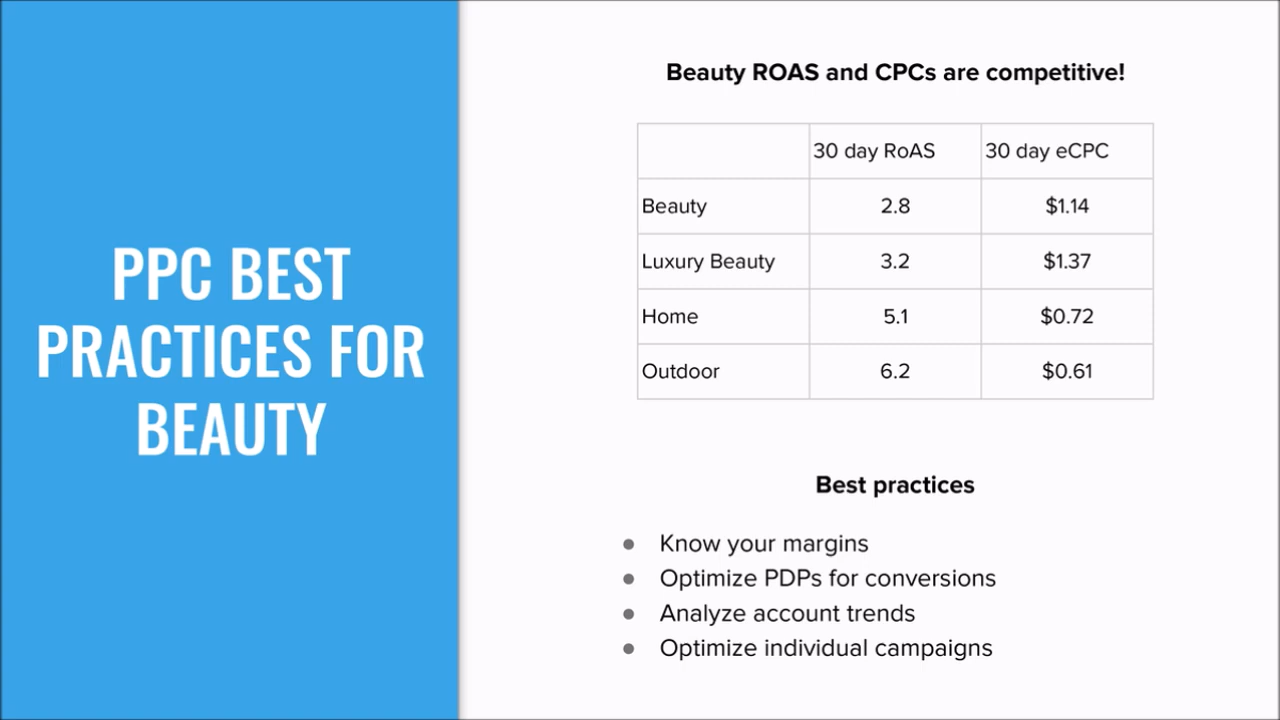 PPC BEST
PRACTICES FOR
BEAUTY
Beauty ROAS and CPCs are competitive!
30 day RoAS 30 day eCPC
Beauty 2.8 $1.14
Luxury Beauty 3.2 $1.37
Home 5.1 $0.72
Outdoor 6.2 $0.61
Best practices
● Know your margins
● Optimize PDPs for conversions
● Analyze account trends
● Optimize individual campaigns